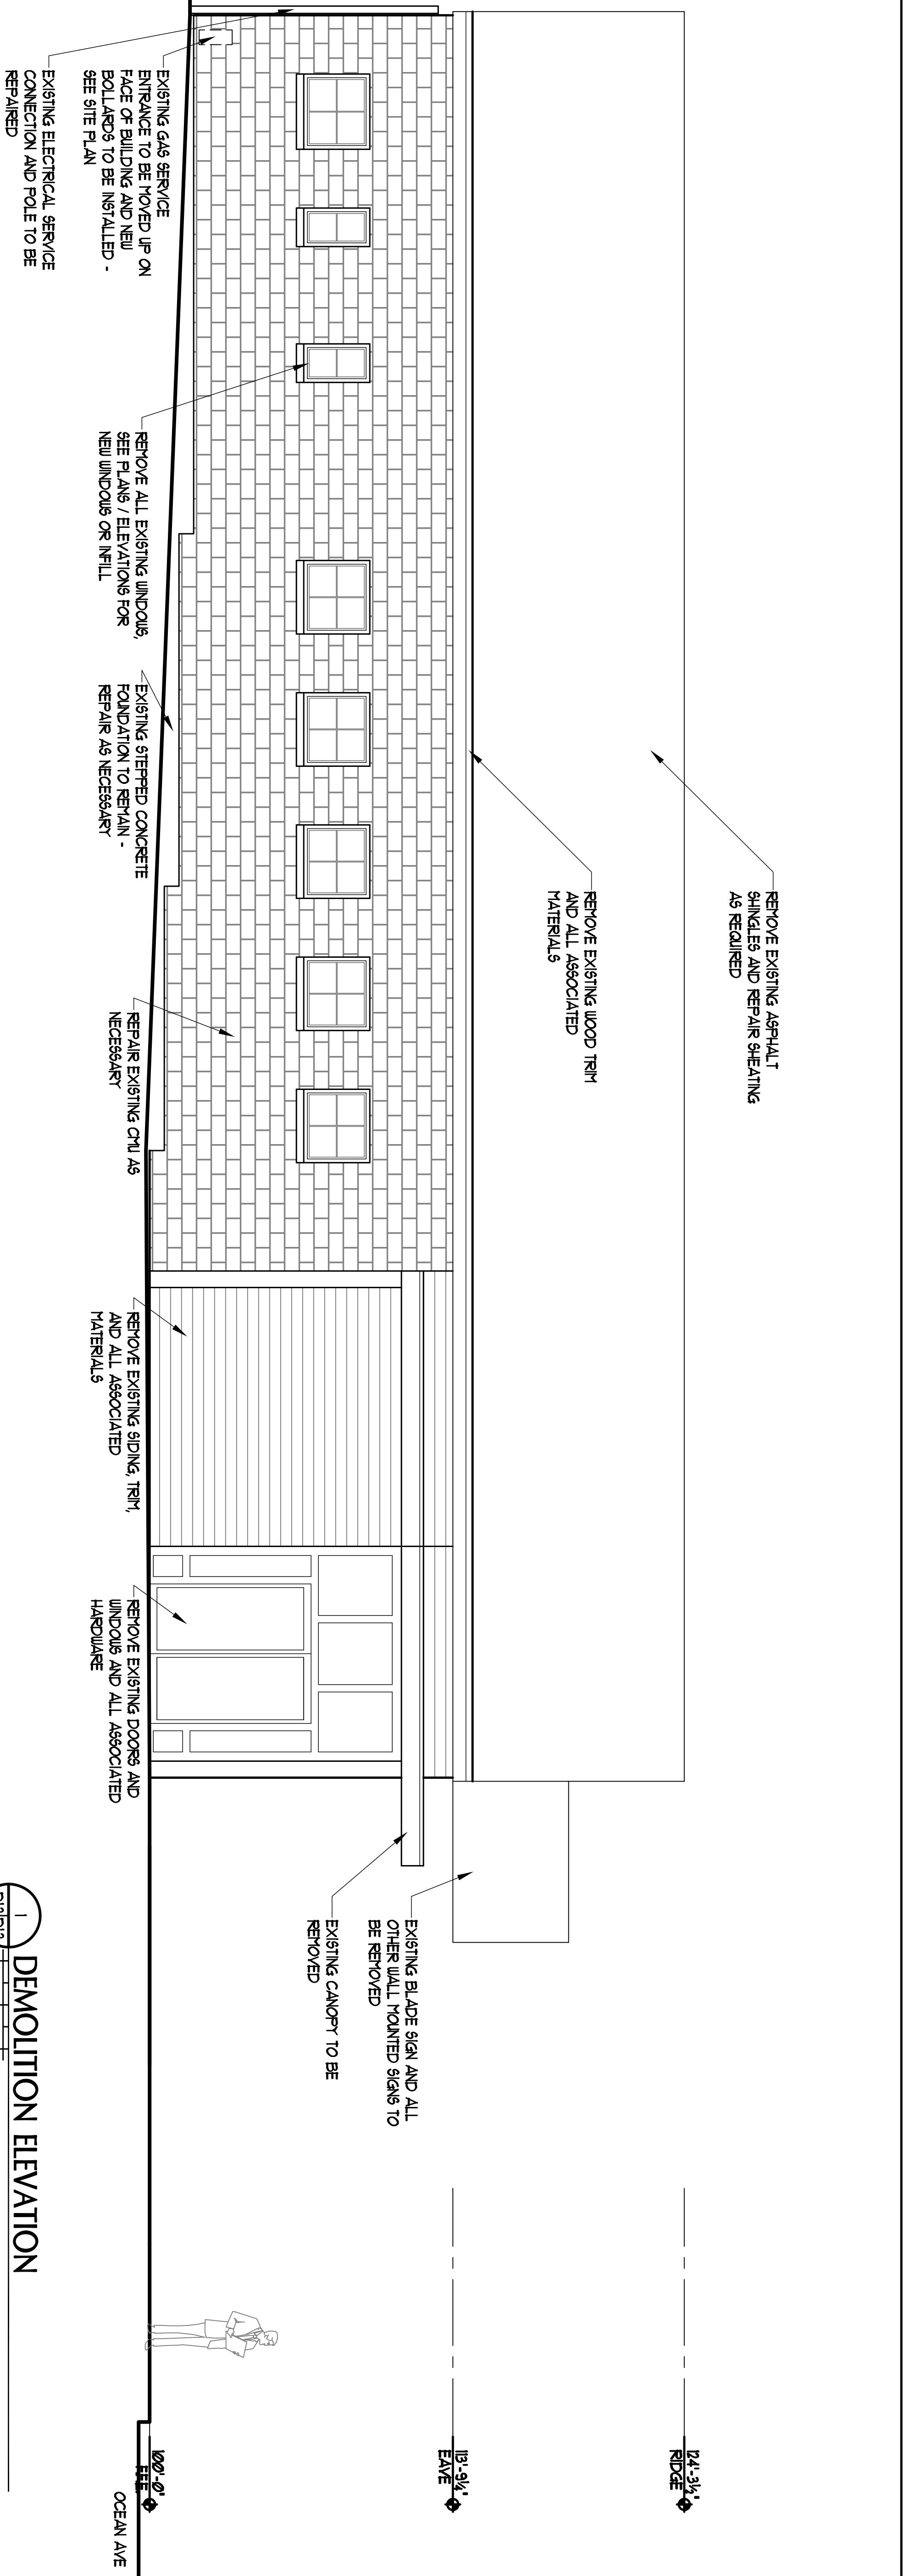 REMOVE EXISTING ASPHALT
SHINGLES AND REPAIR SHEATING
AS REQUIRED
REMOVE EXISTING WOOD TRIM
AND ALL ASSOCIATED
MATERIALS
124'-3½"
RIDGE
113'-9¼"
EAVE
100'-0"
F.F.E.
OCEAN AVE
EXISTING BLADE SIGN AND ALL
OTHER WALL MOUNTED SIGNS TO
BE REMOVED
EXISTING CANOPY TO BE
REMOVED
EXISTING GAS SERVICE
ENTRANCE TO BE MOVED UP ON
FACE OF BUILDING AND NEW
BOLLARDS TO BE INSTALLED -
SEE SITE PLAN
EXISTING ELECTRICAL SERVICE
CONNECTION AND POLE TO BE
REPAIRED
REMOVE ALL EXISTING WINDOWS,
SEE PLANS / ELEVATIONS FOR
NEW WINDOWS OR INFILL
EXISTING STEPPED CONCRETE
FOUNDATION TO REMAIN -
REPAIR AS NECESSARY
REPAIR EXISTING CMU AS
NECESSARY
REMOVE EXISTING SIDING, TRIM,
AND ALL ASSOCIATED
MATERIALS
REMOVE EXISTING DOORS AND
WINDOWS AND ALL ASSOCIATED
HARDWARE
1
DEMOLITION ELEVATION